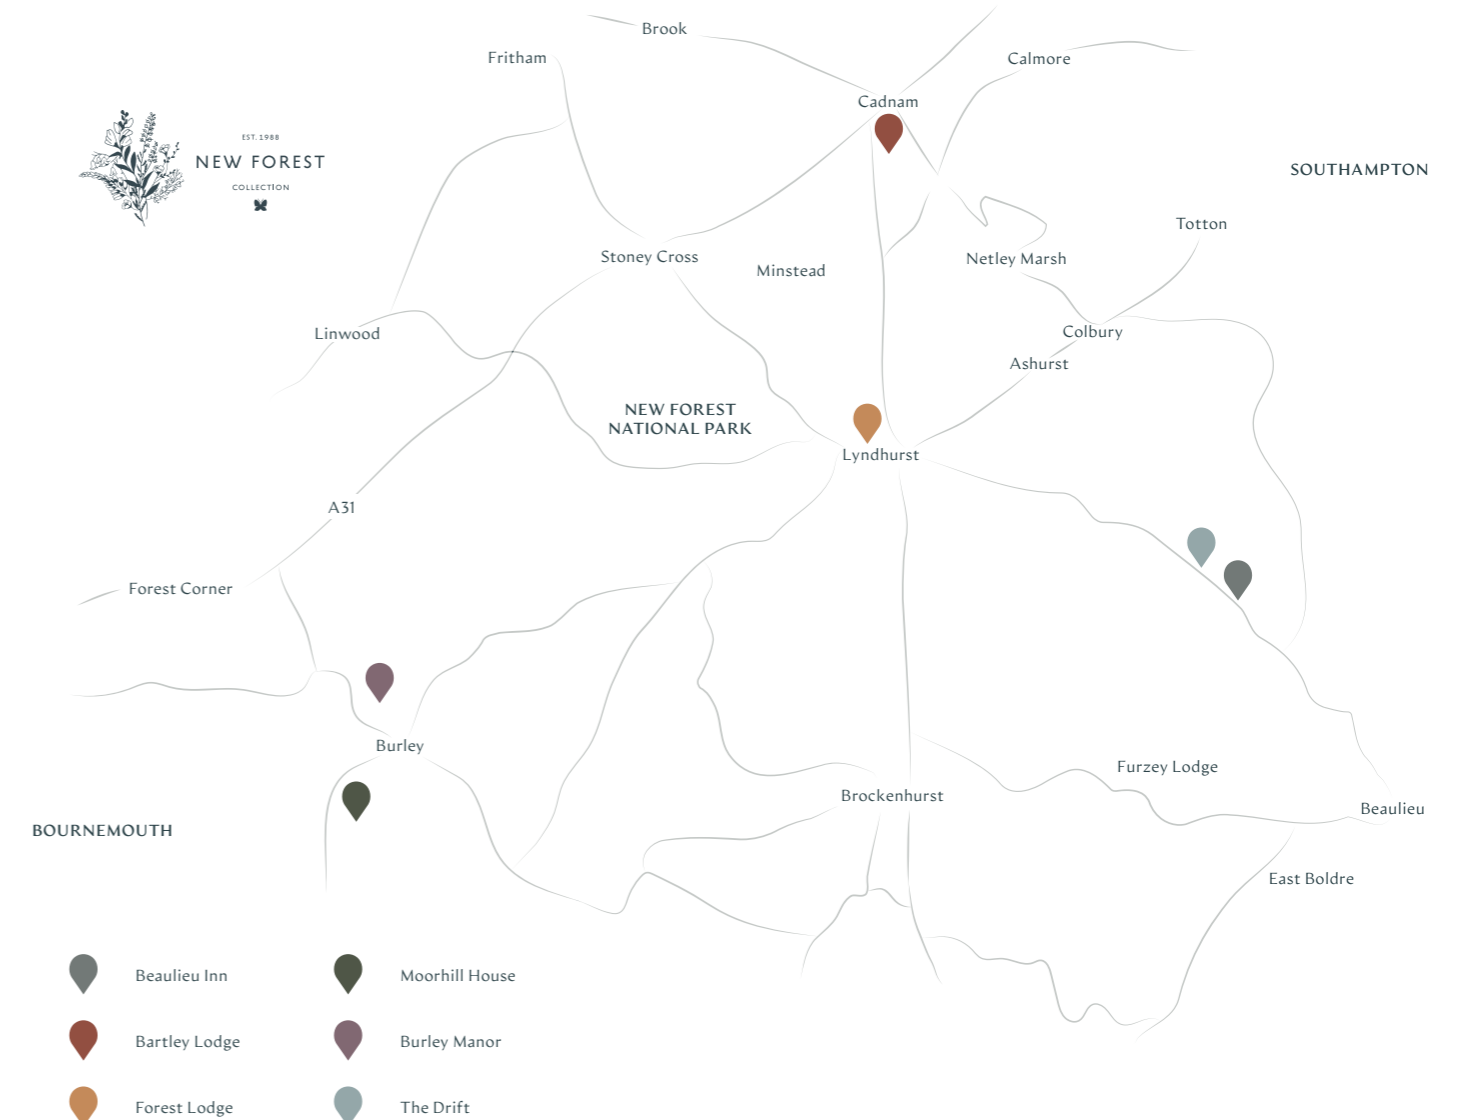 Brook
Fritham
Calmore
Cadnam
EST. 1988
NEW FOREST
COLLECTION
SOUTHAMPTON
Totton
Stoney Cross
Minstead
Netley Marsh
Linwood
Colbury
Ashurst
NEW FOREST
NATIONAL PARK
Lyndhurst
A31
Forest Corner
Burley
Furzey Lodge
Brockenhurst
Beaulieu
BOURNEMOUTH
East Boldre
Beaulieu Inn
Moorhill House
Bartley Lodge
Burley Manor
Forest Lodge
The Drift